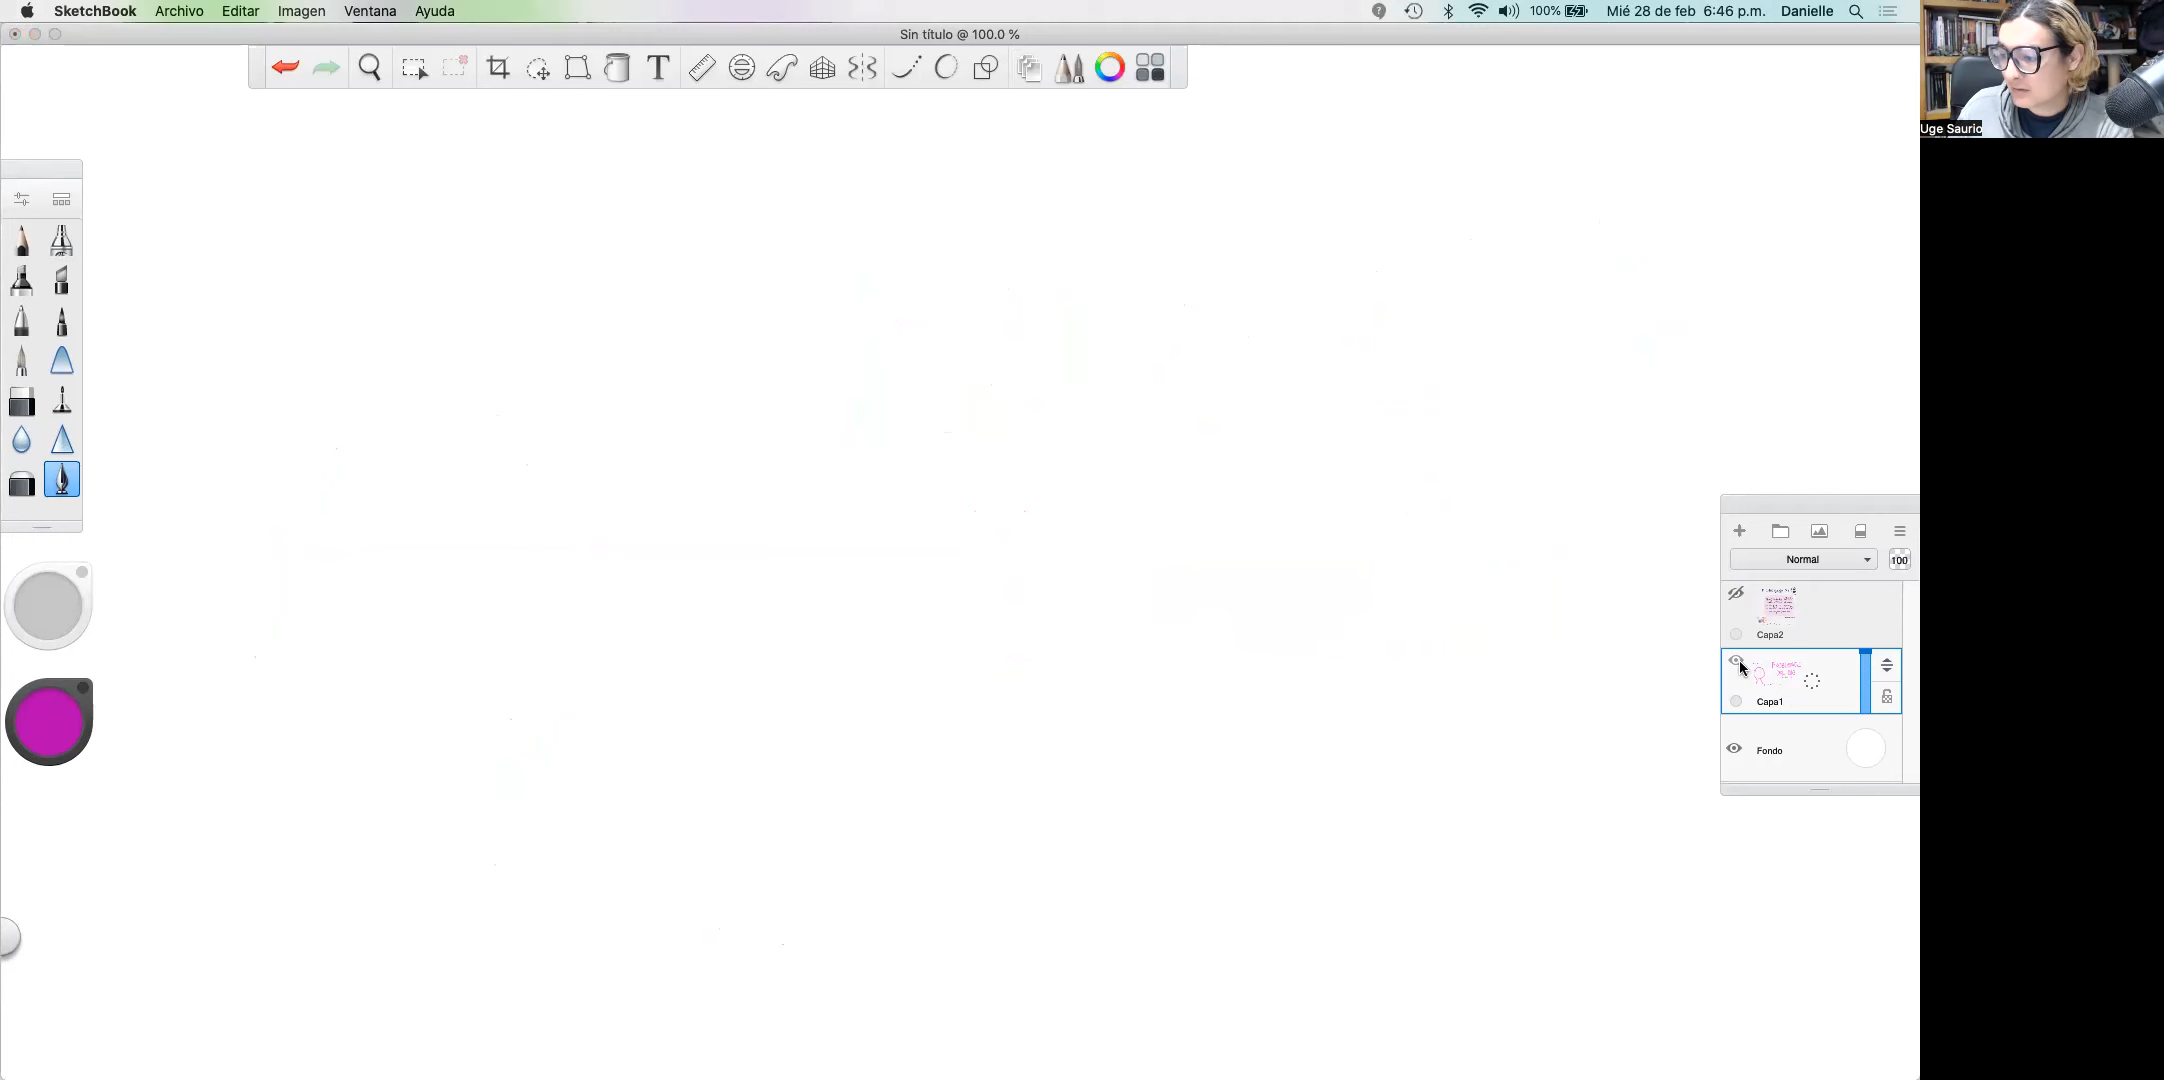 SketchBook Archivo Editar Imagen Ventana Ayuda 100% Mié 28 de feb 6:46 p.m. Danielle
Sin título @ 100.0 %
T
Uge Saurio
Normal 100
Capa2
Capa1
Fondo